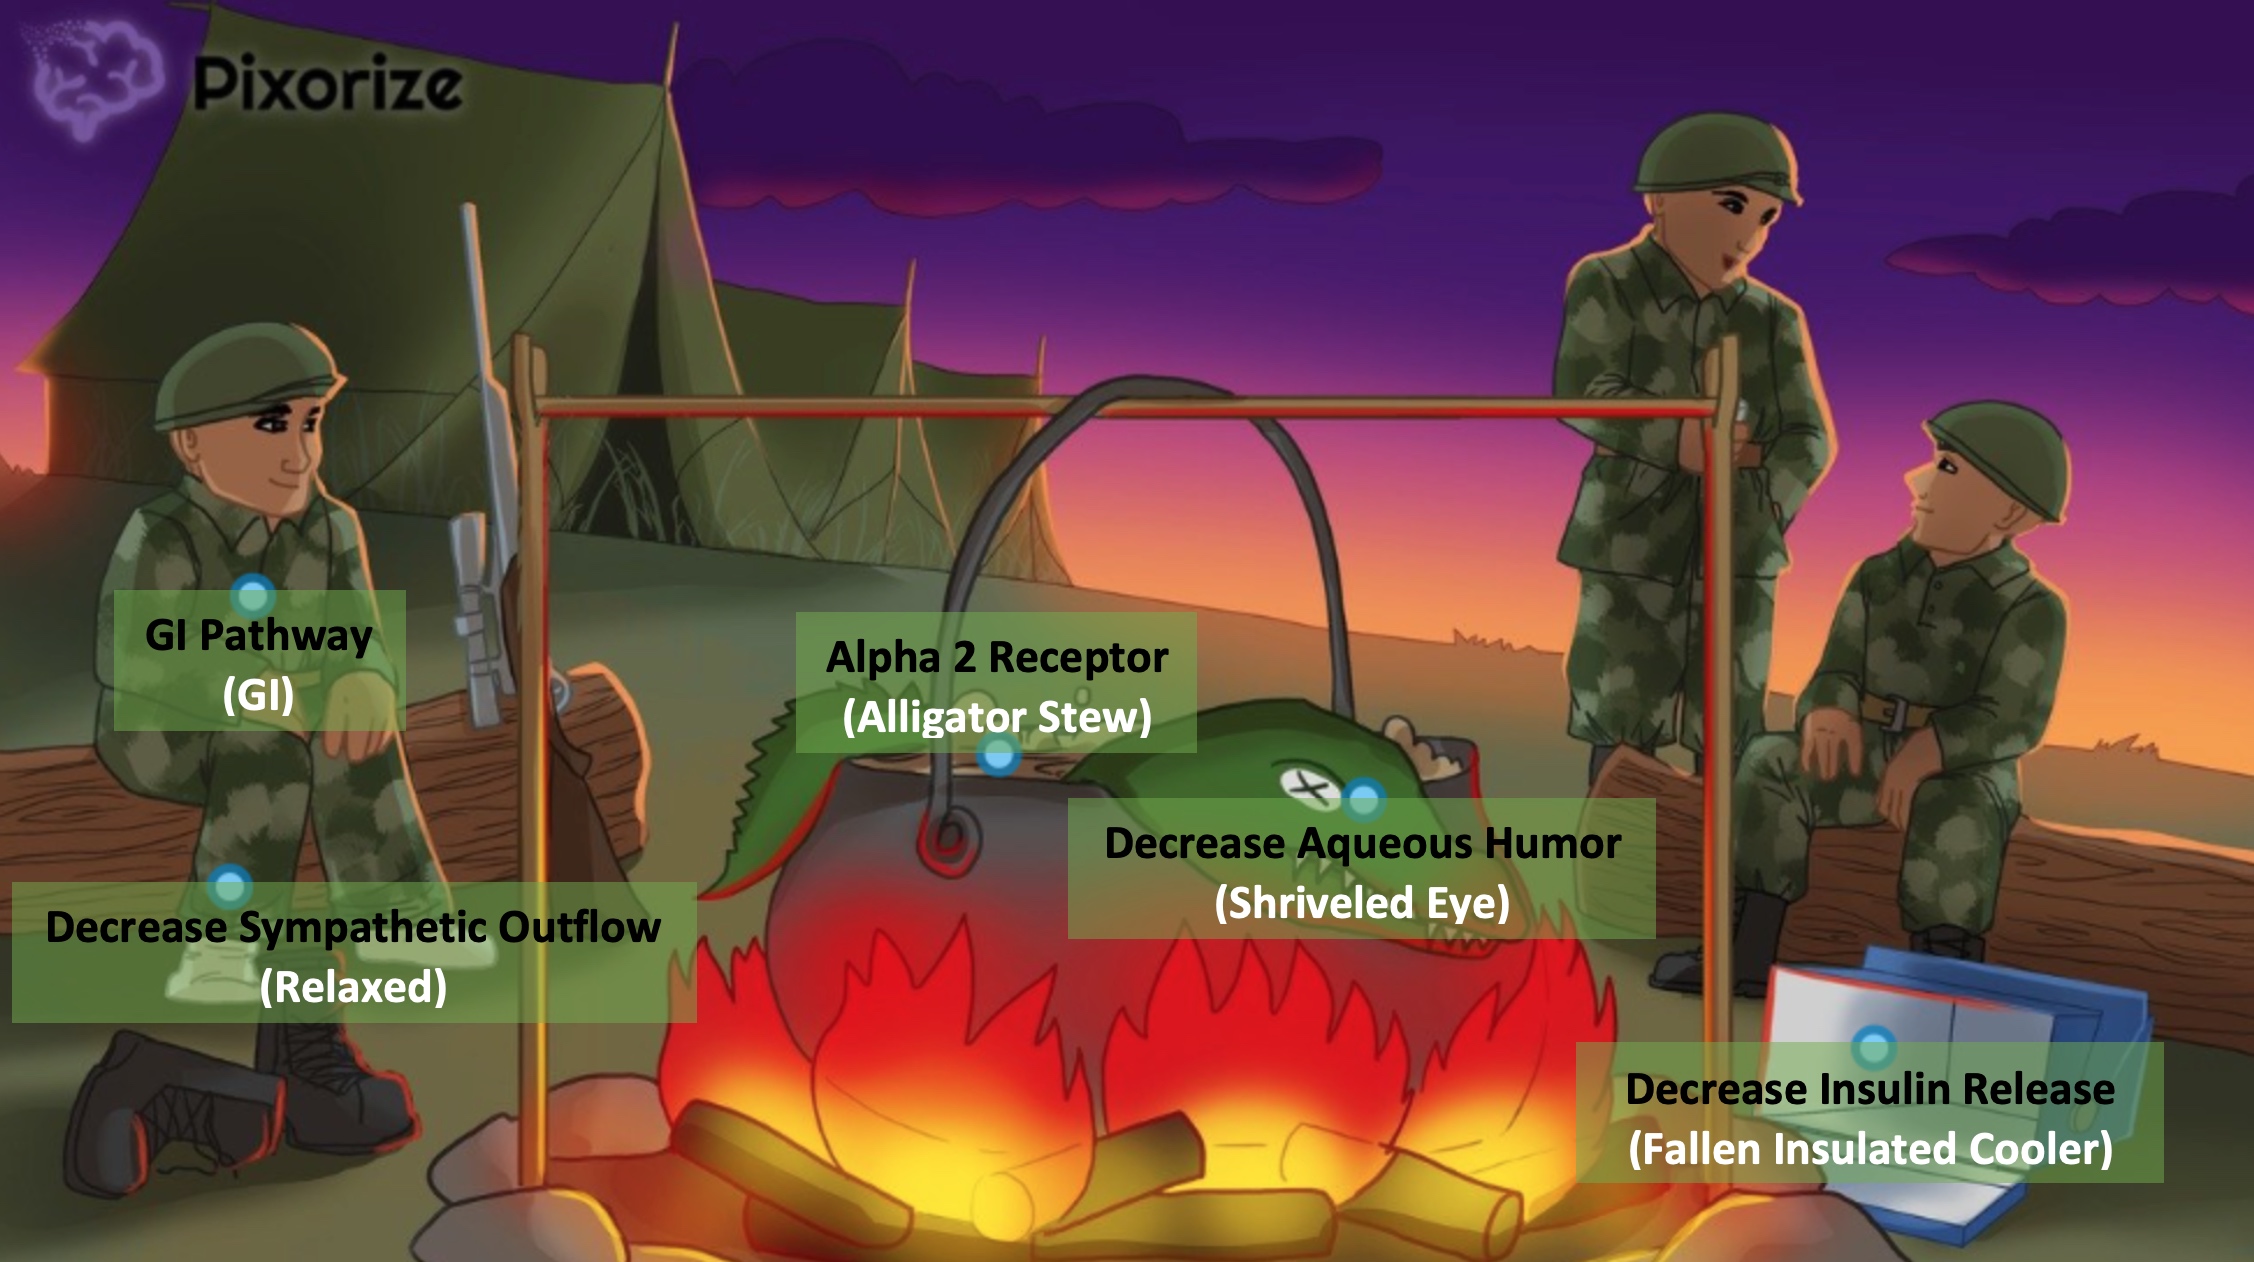 Pixorize
GI Pathway
(GI)
Alpha 2 Receptor
(Alligator Stew)
Decrease Aqueous Humor
(Shriveled Eye)
Decrease Sympathetic Outflow
(Relaxed)
Decrease Insulin Release
(Fallen Insulated Cooler)